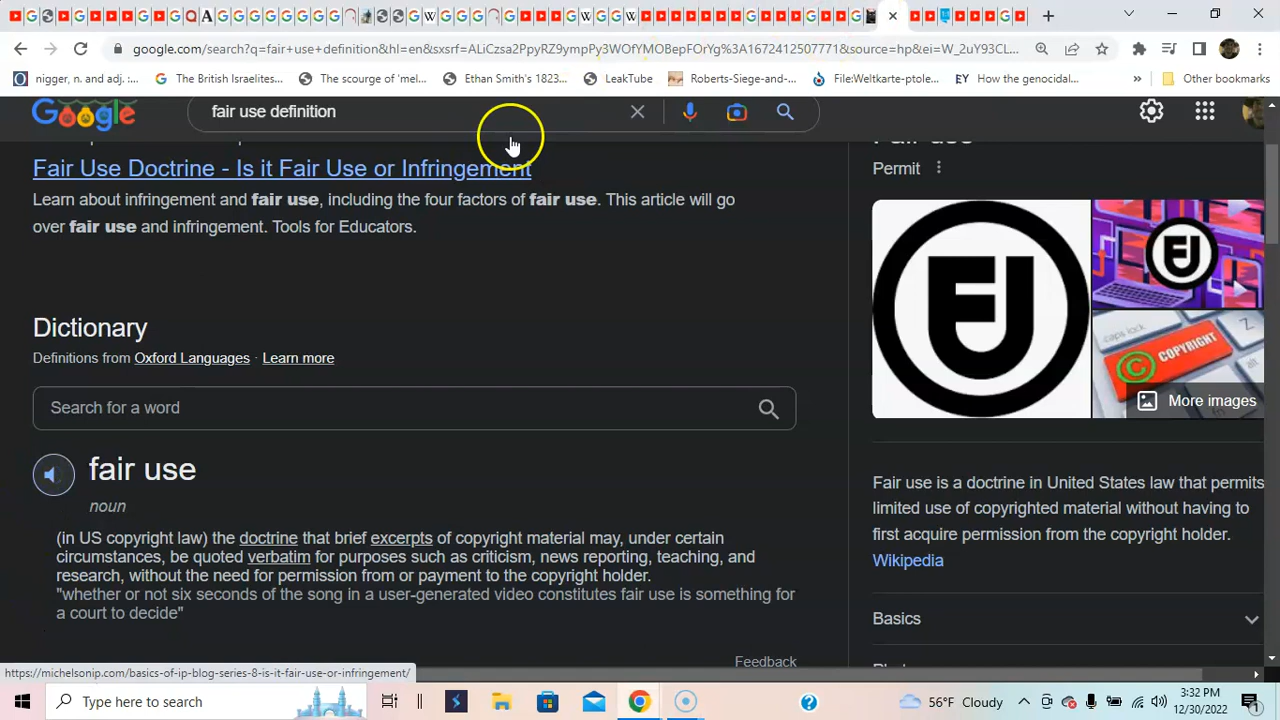 google.com/search?q=fair+use+definition&hl=en&sxsrf=ALiCzsa2PpyRZ9ympPy3WOfYMOBepFOrYg%3A1672412507771&source=hp&ei=W_2uY93CL...
nigger, n. and adj. :... The British Israelites... The scourge of 'mel... Ethan Smith's 1823... LeakTube Roberts-Siege-and-... File:Weltkarte-ptole... EY How the genocidal... » Other bookmarks
Google fair use definition
Fair Use Doctrine - Is it Fair Use or Infringement
Learn about infringement and fair use, including the four factors of fair use. This article will go
over fair use and infringement. Tools for Educators.
Dictionary
Definitions from Oxford Languages · Learn more
Search for a word
fair use
noun
(in US copyright law) the doctrine that brief excerpts of copyright material may, under certain
circumstances, be quoted verbatim for purposes such as criticism, news reporting, teaching, and
research, without the need for permission from or payment to the copyright holder.
"whether or not six seconds of the song in a user-generated video constitutes fair use is something for
a court to decide"
Feedback
Permit
FU
COPYRIGHT
More images
Fair use is a doctrine in United States law that permits
limited use of copyrighted material without having to
first acquire permission from the copyright holder.
Wikipedia
Basics
https://michelsonip.com/basics-of-ip-blog-series-8-is-it-fair-use-or-infringement/
Type here to search
56°F Cloudy
3:32 PM
12/30/2022